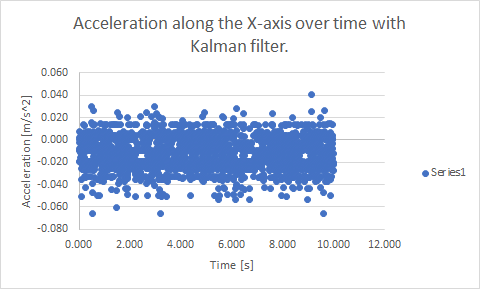 Acceleration along the X-axis over time with
Kalman filter.
0.060
0.040
0.020
0.000
-0.020
-0.040
-0.060
-0.080
Acceleration [m/s^2]
0.000 2.000 4.000 6.000 8.000 10.000 12.000
Time [s]
Series1